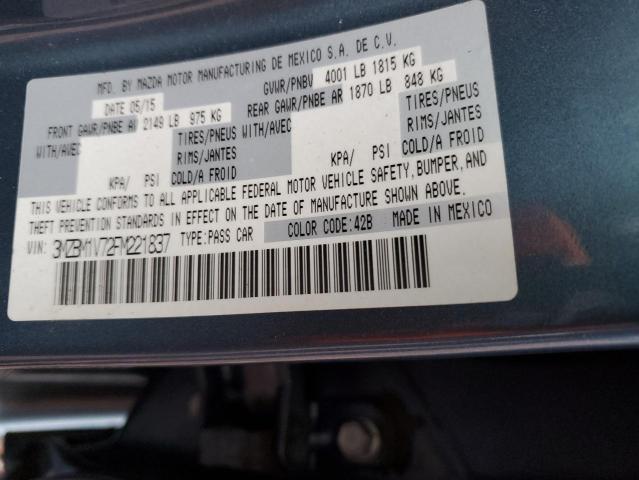 MFD. BY MAZDA MOTOR MANUFACTURING DE MEXICO S.A. DE C.V.
DATE 05/15 GVWR/PNBV 4001 LB 1815 KG
FRONT GAWR/PNBE AV 2149 LB 975 KG REAR GAWR/PNBE AR 1870 LB 848 KG
WITH/AVEC TIRES/PNEUS WITH/AVEC TIRES/PNEUS
RIMS/JANTES RIMS/JANTES
KPA/ PSI COLD/A FROID KPA/ PSI COLD/A FROID
THIS VEHICLE CONFORMS TO ALL APPLICABLE FEDERAL MOTOR VEHICLE SAFETY, BUMPER, AND
THEFT PREVENTION STANDARDS IN EFFECT ON THE DATE OF MANUFACTURE SHOWN ABOVE.
VIN: 3MZBM1V72FM221837 TYPE:PASS CAR COLOR CODE:42B MADE IN MEXICO